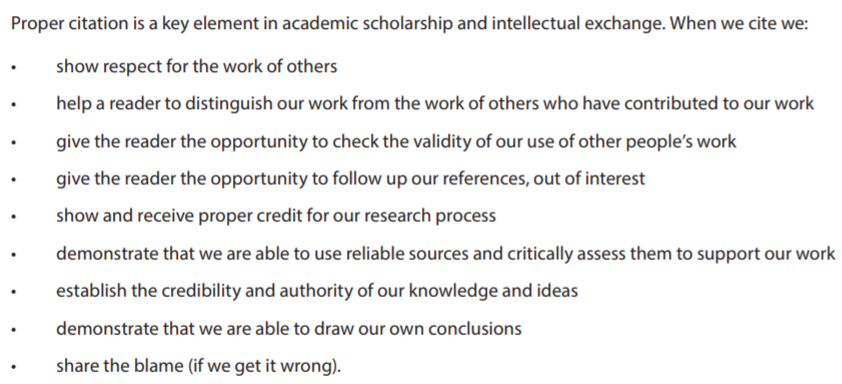 Proper citation is a key element in academic scholarship and intellectual exchange. When we cite we:
• show respect for the work of others
• help a reader to distinguish our work from the work of others who have contributed to our work
• give the reader the opportunity to check the validity of our use of other people’s work
• give the reader the opportunity to follow up our references, out of interest
• show and receive proper credit for our research process
• demonstrate that we are able to use reliable sources and critically assess them to support our work
• establish the credibility and authority of our knowledge and ideas
• demonstrate that we are able to draw our own conclusions
• share the blame (if we get it wrong).